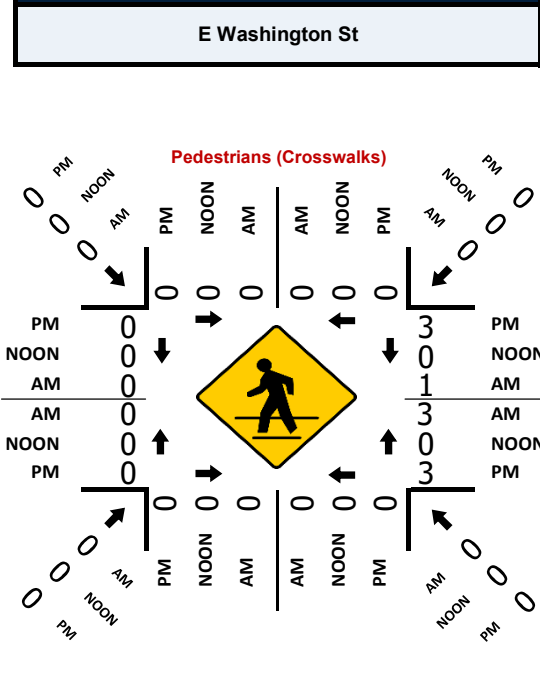 E Washington St
Pedestrians (Crosswalks)
PM NOON AM
0 0 0
PM NOON AM AM NOON PM
PM NOON AM
0 0 0
0 0 0 0 0 0
PM 0 3 PM
NOON 0 0 NOON
AM 0 1 AM
AM 0 3 AM
NOON 0 0 NOON
PM 0 3 PM
0 0 0 0 0 0
0 0 0
AM NOON PM
PM NOON AM AM NOON PM
0 0 0
AM NOON PM